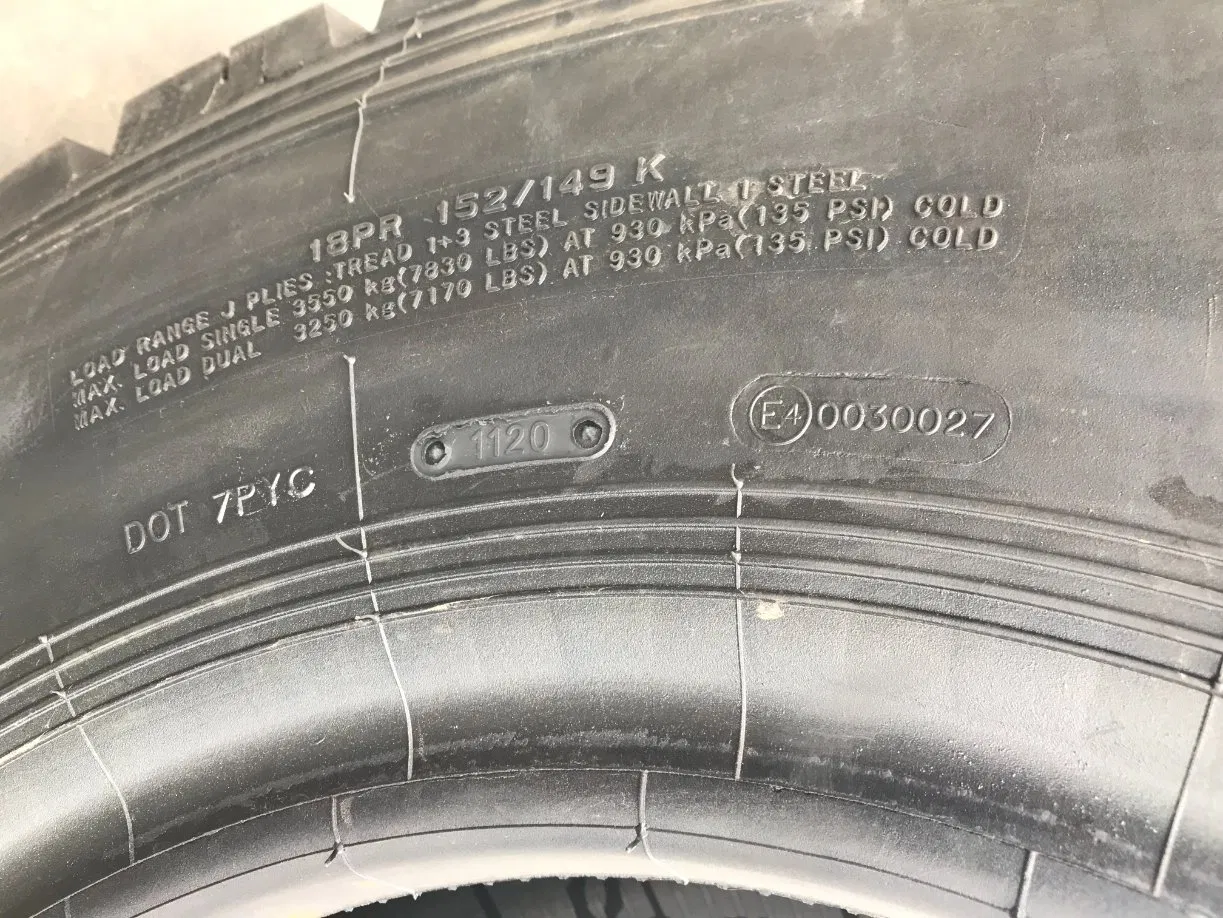 18PR 152/149 K
LOAD RANGE J PLIES :TREAD 1+3 STEEL SIDEWALL 1 STEEL
MAX. LOAD SINGLE 3550 kg(7830 LBS) AT 930 kPa(135 PSI) COLD
MAX. LOAD DUAL 3250 kg(7170 LBS) AT 930 kPa(135 PSI) COLD
DOT 7PYC
1120
E4 0030027